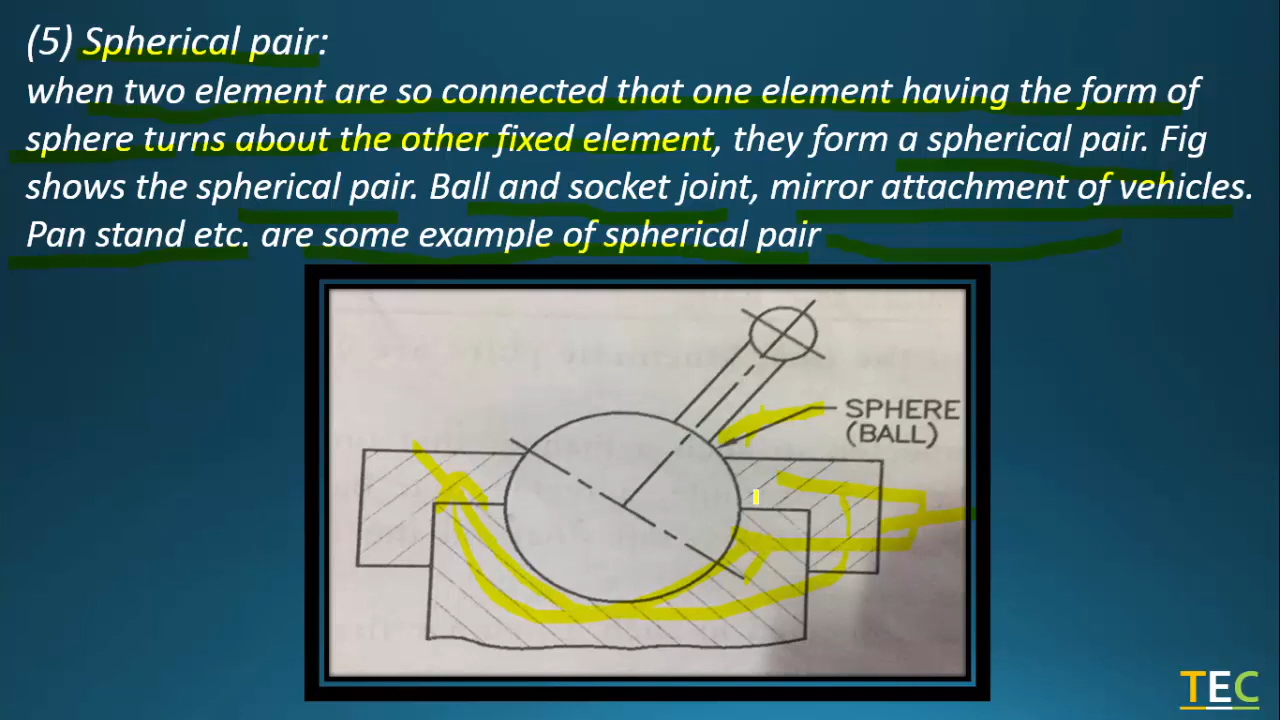 (5) Spherical pair:
when two element are so connected that one element having the form of
sphere turns about the other fixed element, they form a spherical pair. Fig
shows the spherical pair. Ball and socket joint, mirror attachment of vehicles.
Pan stand etc. are some example of spherical pair
SPHERE
(BALL)
TEC